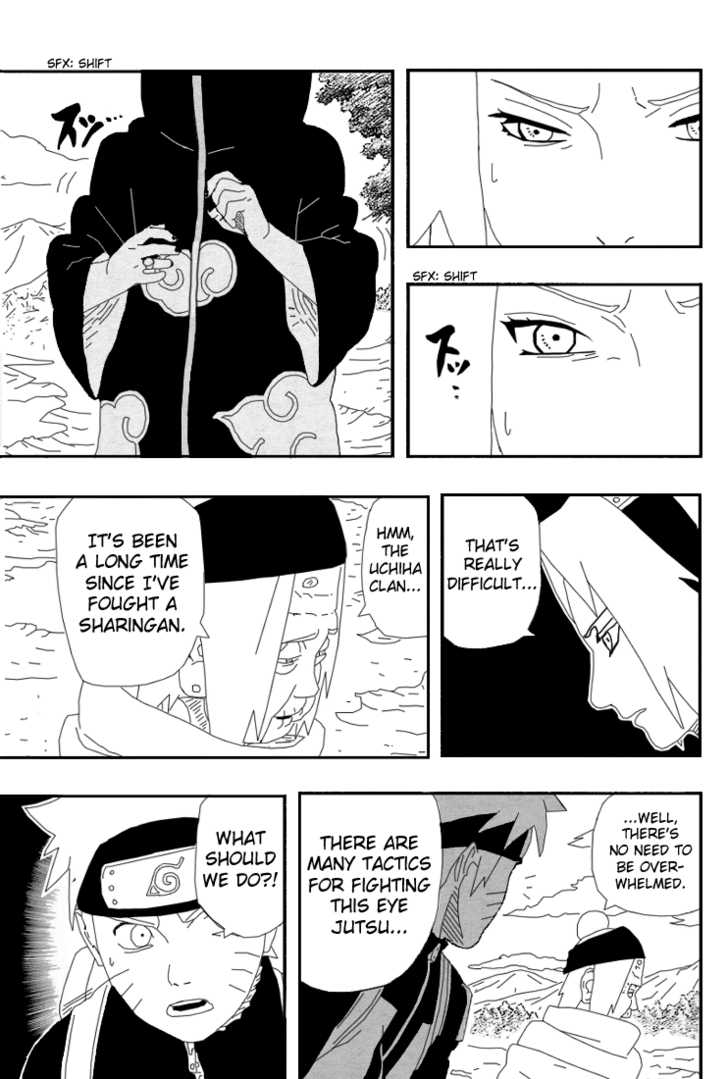 SFX: SHIFT
スッ…
SFX: SHIFT
ズッ…
THAT'S
REALLY
DIFFICULT...
HMM,
THE
UCHIHA
CLAN...
IT'S BEEN
A LONG TIME
SINCE I'VE
FOUGHT A
SHARINGAN.
...WELL,
THERE'S
NO NEED TO
BE OVER-
WHELMED.
THERE ARE
MANY TACTICS
FOR FIGHTING
THIS EYE
JUTSU...
WHAT
SHOULD
WE DO?!